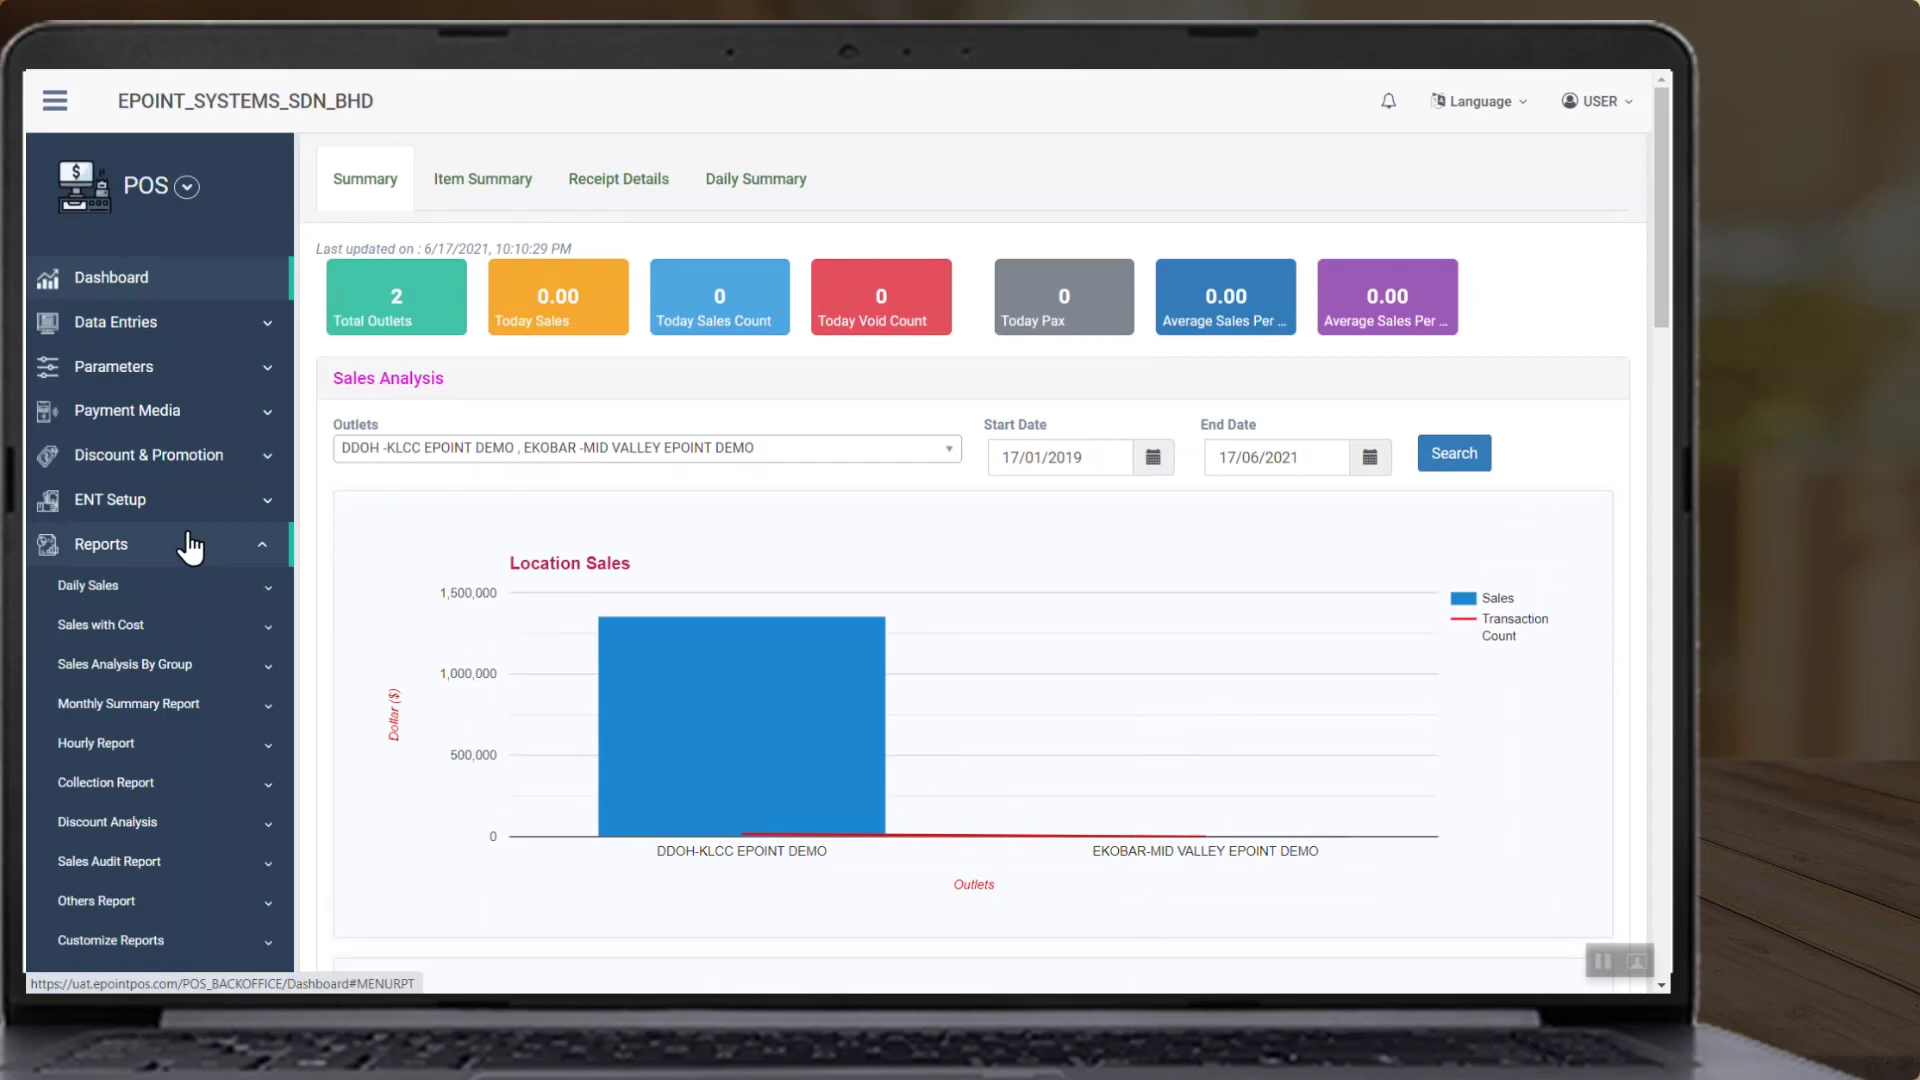 EPOINT_SYSTEMS_SDN_BHD
Language
USER
POS
Dashboard
Data Entries
Parameters
Payment Media
Discount & Promotion
ENT Setup
Reports
Daily Sales
Sales with Cost
Sales Analysis By Group
Monthly Summary Report
Hourly Report
Collection Report
Discount Analysis
Sales Audit Report
Others Report
Customize Reports
https://uat.epointpos.com/POS_BACKOFFICE/Dashboard#MENURPT
Summary
Item Summary
Receipt Details
Daily Summary
Last updated on : 6/17/2021, 10:10:29 PM
2
Total Outlets
0.00
Today Sales
0
Today Sales Count
0
Today Void Count
0
Today Pax
0.00
Average Sales Per ...
0.00
Average Sales Per ...
Sales Analysis
Outlets
DDOH -KLCC EPOINT DEMO , EKOBAR -MID VALLEY EPOINT DEMO
Start Date
17/01/2019
End Date
17/06/2021
Search
Location Sales
1,500,000
1,000,000
500,000
0
Dollar ($)
DDOH-KLCC EPOINT DEMO
EKOBAR-MID VALLEY EPOINT DEMO
Outlets
Sales
Transaction
Count